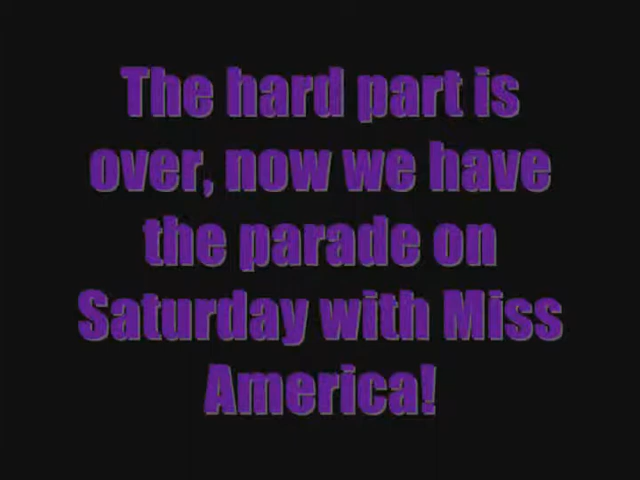 The hard part is
over, now we have
the parade on
Saturday with Miss
America!